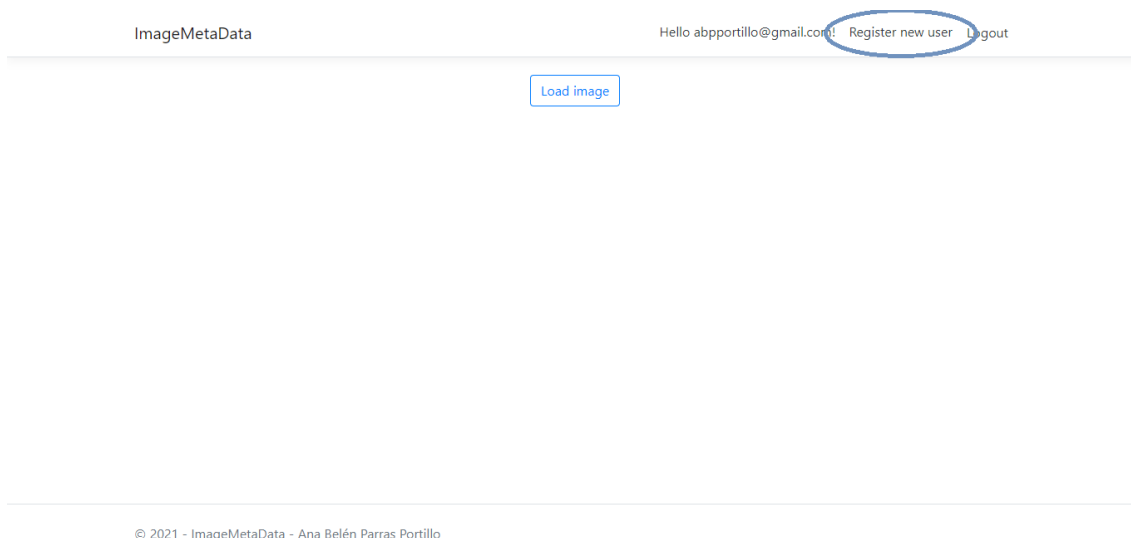 ImageMetaData Hello abpportillo@gmail.com! Register new user Logout
Load image
© 2021 - ImageMetaData - Ana Belén Parras Portillo